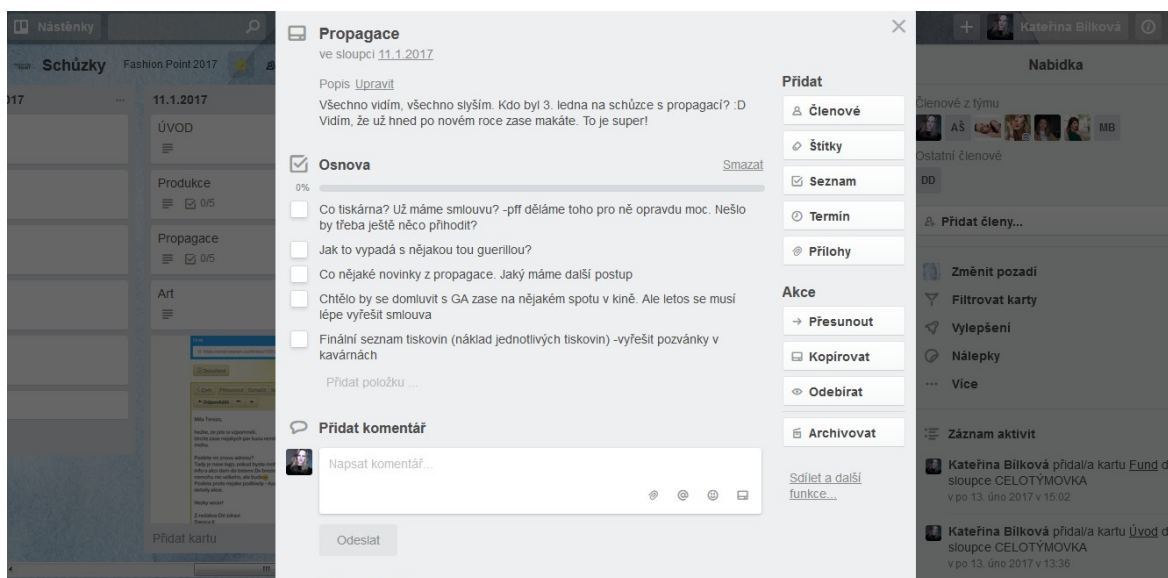 Nástěnky
Kateřina Bílková
Schůzky
Fashion Point 2017
Nabídka
017
11.1.2017
ÚVOD
Produkce
0/5
Propagace
0/5
Art
Přidat kartu
Propagace
ve sloupci 11.1.2017
Popis Upravit
Všechno vidím, všechno slyším. Kdo byl 3. ledna na schůzce s propagací? :D
Vidím, že už hned po novém roce zase makáte. To je super!
Osnova
Smazat
0%
Co tiskárna? Už máme smlouvu? -pff děláme toho pro ně opravdu moc. Nešlo
by třeba ještě něco přihodit?
Jak to vypadá s nějakou tou guerillou?
Co nějaké novinky z propagace. Jaký máme další postup
Chtělo by se domluvit s GA zase na nějakém spotu v kině. Ale letos se musí
lépe vyřešit smlouva
Finální seznam tiskovin (náklad jednotlivých tiskovin) -vyřešit pozvánky v
kavárnách
Přidat položku ...
Přidat komentář
Napsat komentář...
Odeslat
Přidat
Členové
Štítky
Seznam
Termín
Přílohy
Akce
Přesunout
Kopírovat
Odebírat
Archivovat
Sdílet a další
funkce...
Členové z týmu
AŠ
MB
Ostatní členové
DD
Přidat členy...
Změnit pozadí
Filtrovat karty
Vylepšení
Nálepky
Více
Záznam aktivit
Kateřina Bílková přidal/a kartu Fund d
sloupce CELOTÝMOVKA
v po 13. úno 2017 v 15:02
Kateřina Bílková přidal/a kartu Úvod d
sloupce CELOTÝMOVKA
v po 13. úno 2017 v 13:36